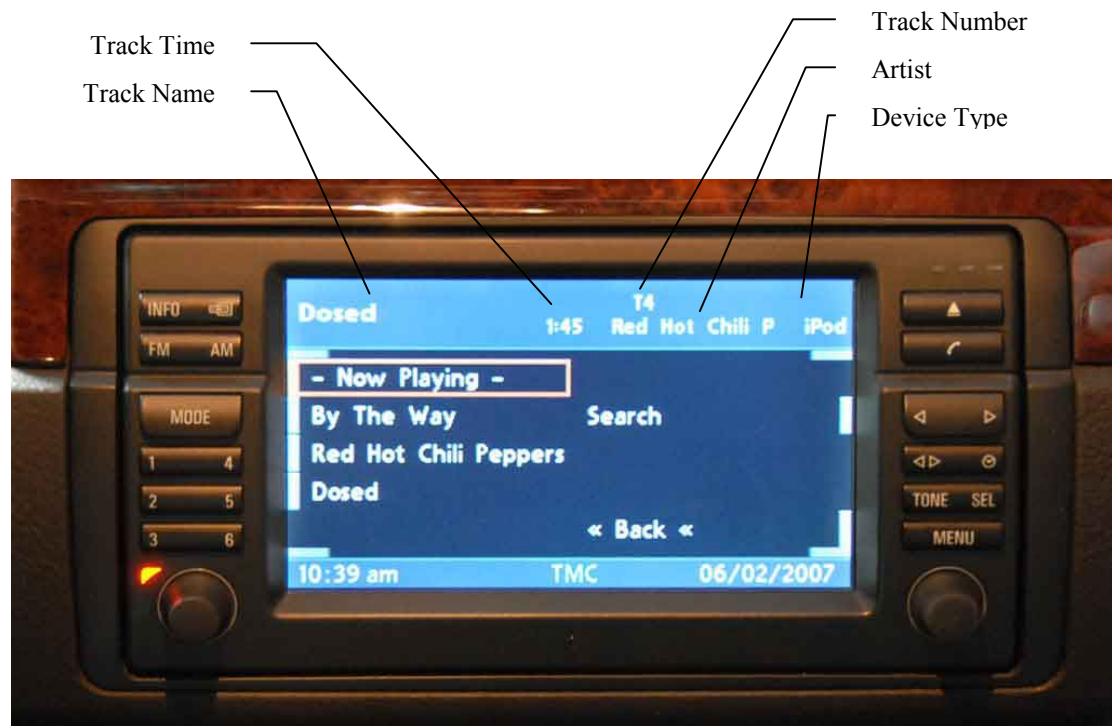 Track Time
Track Name
Track Number
Artist
Device Type
INFO
FM AM
MODE
1 4
2 5
3 6
Dosed
T4
1:45 Red Hot Chili P iPod
- Now Playing -
By The Way Search
Red Hot Chili Peppers
Dosed
« Back «
10:39 am TMC 06/02/2007
TONE SEL
MENU